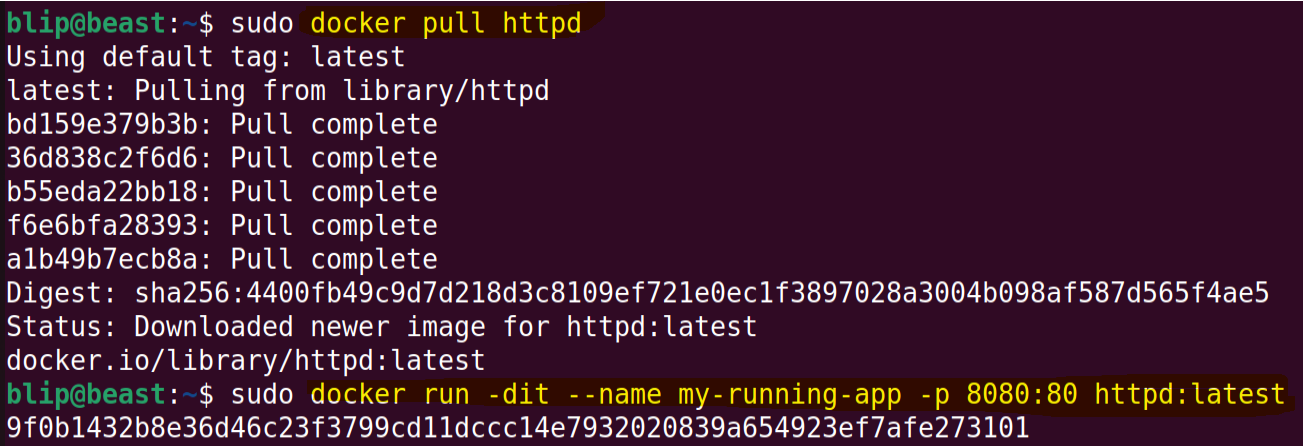 blip@beast:~$ sudo docker pull httpd
Using default tag: latest
latest: Pulling from library/httpd
bd159e379b3b: Pull complete
36d838c2f6d6: Pull complete
b55eda22bb18: Pull complete
f6e6bfa28393: Pull complete
a1b49b7ecb8a: Pull complete
Digest: sha256:4400fb49c9d7d218d3c8109ef721e0ec1f3897028a3004b098af587d565f4ae5
Status: Downloaded newer image for httpd:latest
docker.io/library/httpd:latest
blip@beast:~$ sudo docker run -dit --name my-running-app -p 8080:80 httpd:latest
9f0b1432b8e36d46c23f3799cd11dccc14e7932020839a654923ef7afe273101